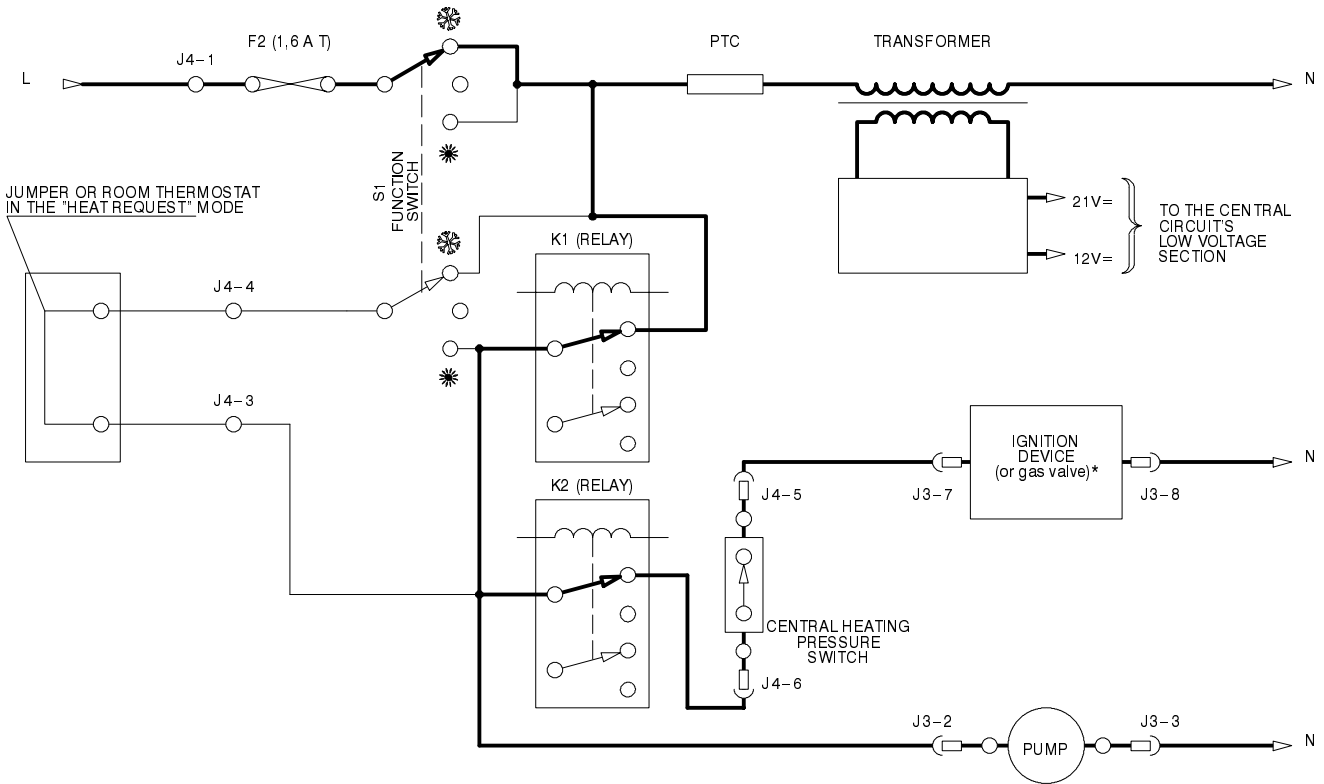 F2 (1,6 A T)
J4-1
PTC
TRANSFORMER
L
N
S1
FUNCTION
SWITCH
JUMPER OR ROOM THERMOSTAT
IN THE "HEAT REQUEST" MODE
21V=
12V=
TO THE CENTRAL
CIRCUIT'S
LOW VOLTAGE
SECTION
K1 (RELAY)
J4-4
J4-3
K2 (RELAY)
IGNITION
DEVICE
(or gas valve)*
N
J4-5
J3-7
J3-8
CENTRAL HEATING
PRESSURE
SWITCH
J4-6
J3-2
J3-3
PUMP
N